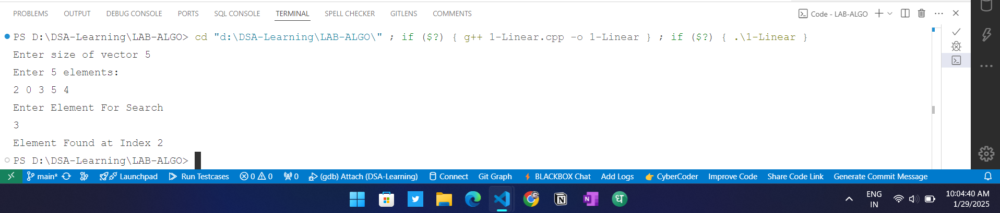 PROBLEMS OUTPUT DEBUG CONSOLE PORTS SQL CONSOLE TERMINAL SPELL CHECKER GITLENS COMMENTS Code - LAB-ALGO
PS D:\DSA-Learning\LAB-ALGO> cd "d:\DSA-Learning\LAB-ALGO\" ; if ($?) { g++ 1-Linear.cpp -o 1-Linear } ; if ($?) { .\1-Linear }
Enter size of vector 5
Enter 5 elements:
2 0 3 5 4
Enter Element For Search
3
Element Found at Index 2
PS D:\DSA-Learning\LAB-ALGO>
main* Launchpad Run Testcases 0 0 0 (gdb) Attach (DSA-Learning) Connect Git Graph BLACKBOX Chat Add Logs CyberCoder Improve Code Share Code Link Generate Commit Message
ENG 10:04:40 AM
IN 1/29/2025